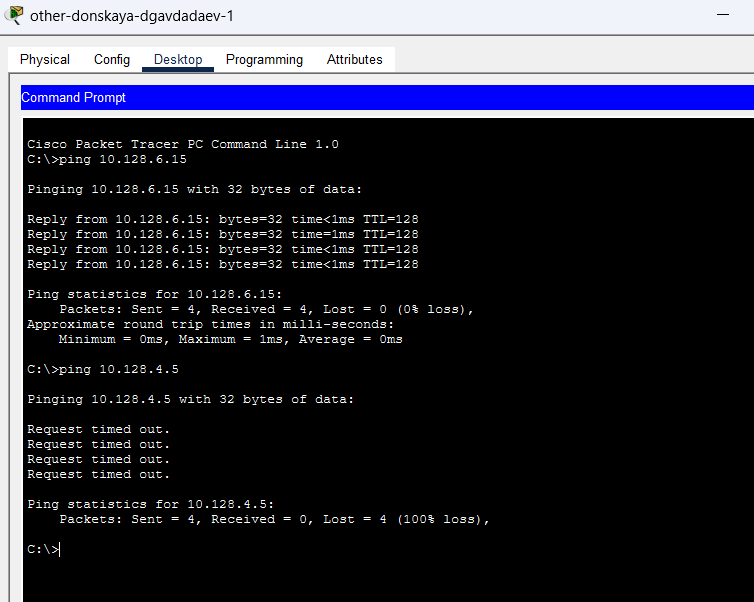 other-donskaya-dgavdadaev-1
Physical Config Desktop Programming Attributes
Command Prompt
Cisco Packet Tracer PC Command Line 1.0
C:\>ping 10.128.6.15
Pinging 10.128.6.15 with 32 bytes of data:
Reply from 10.128.6.15: bytes=32 time<1ms TTL=128
Reply from 10.128.6.15: bytes=32 time=1ms TTL=128
Reply from 10.128.6.15: bytes=32 time<1ms TTL=128
Reply from 10.128.6.15: bytes=32 time<1ms TTL=128
Ping statistics for 10.128.6.15:
    Packets: Sent = 4, Received = 4, Lost = 0 (0% loss),
Approximate round trip times in milli-seconds:
    Minimum = 0ms, Maximum = 1ms, Average = 0ms
C:\>ping 10.128.4.5
Pinging 10.128.4.5 with 32 bytes of data:
Request timed out.
Request timed out.
Request timed out.
Request timed out.
Ping statistics for 10.128.4.5:
    Packets: Sent = 4, Received = 0, Lost = 4 (100% loss),
C:\>